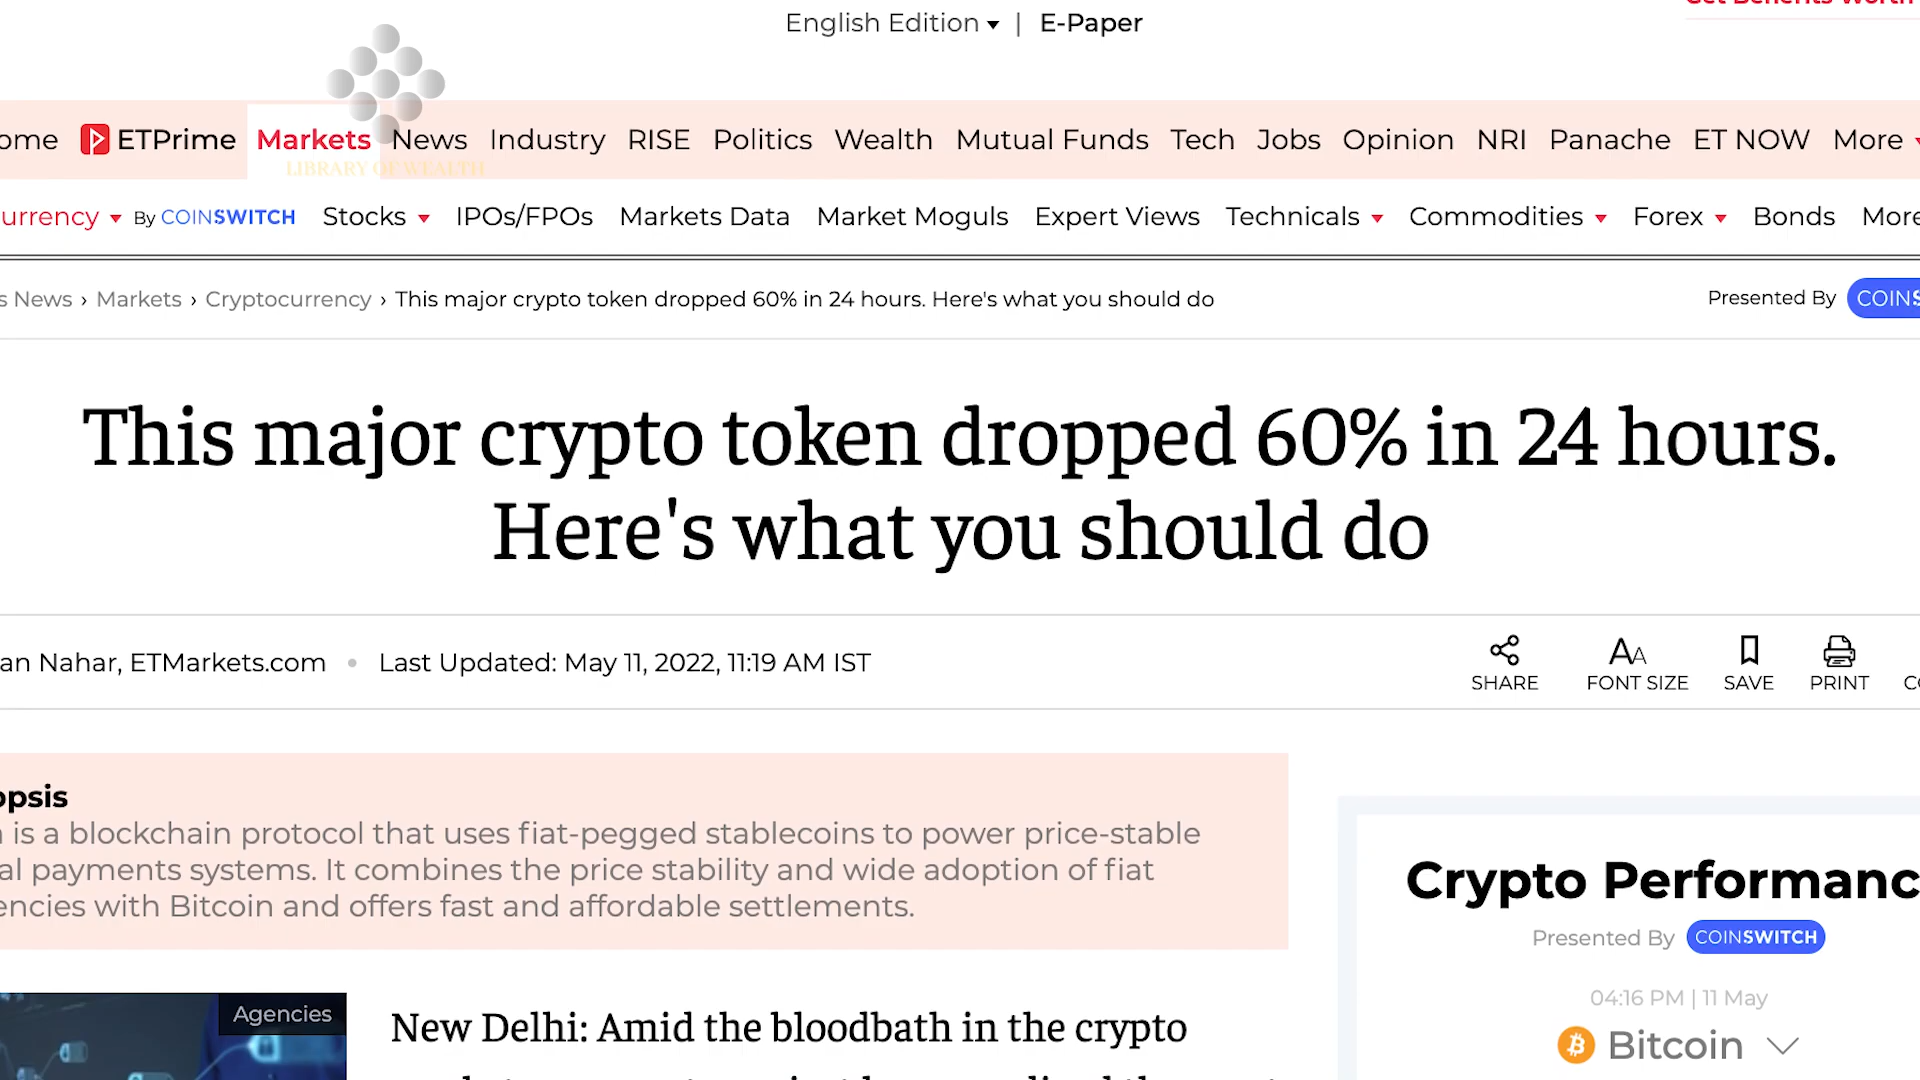 English Edition | E-Paper
ETPrime Markets News Industry RISE Politics Wealth Mutual Funds Tech Jobs Opinion NRI Panache ET NOW More
LIBRARY OF WEALTH
By COINSWITCH Stocks IPOs/FPOs Markets Data Market Moguls Expert Views Technicals Commodities Forex Bonds More
News › Markets › Cryptocurrency › This major crypto token dropped 60% in 24 hours. Here's what you should do
Presented By COINS
This major crypto token dropped 60% in 24 hours.
Here's what you should do
an Nahar, ETMarkets.com • Last Updated: May 11, 2022, 11:19 AM IST
SHARE FONT SIZE SAVE PRINT
opsis
is a blockchain protocol that uses fiat-pegged stablecoins to power price-stable
al payments systems. It combines the price stability and wide adoption of fiat
encies with Bitcoin and offers fast and affordable settlements.
Crypto Performanc
Presented By COINSWITCH
04:16 PM | 11 May
Bitcoin
Agencies
New Delhi: Amid the bloodbath in the crypto